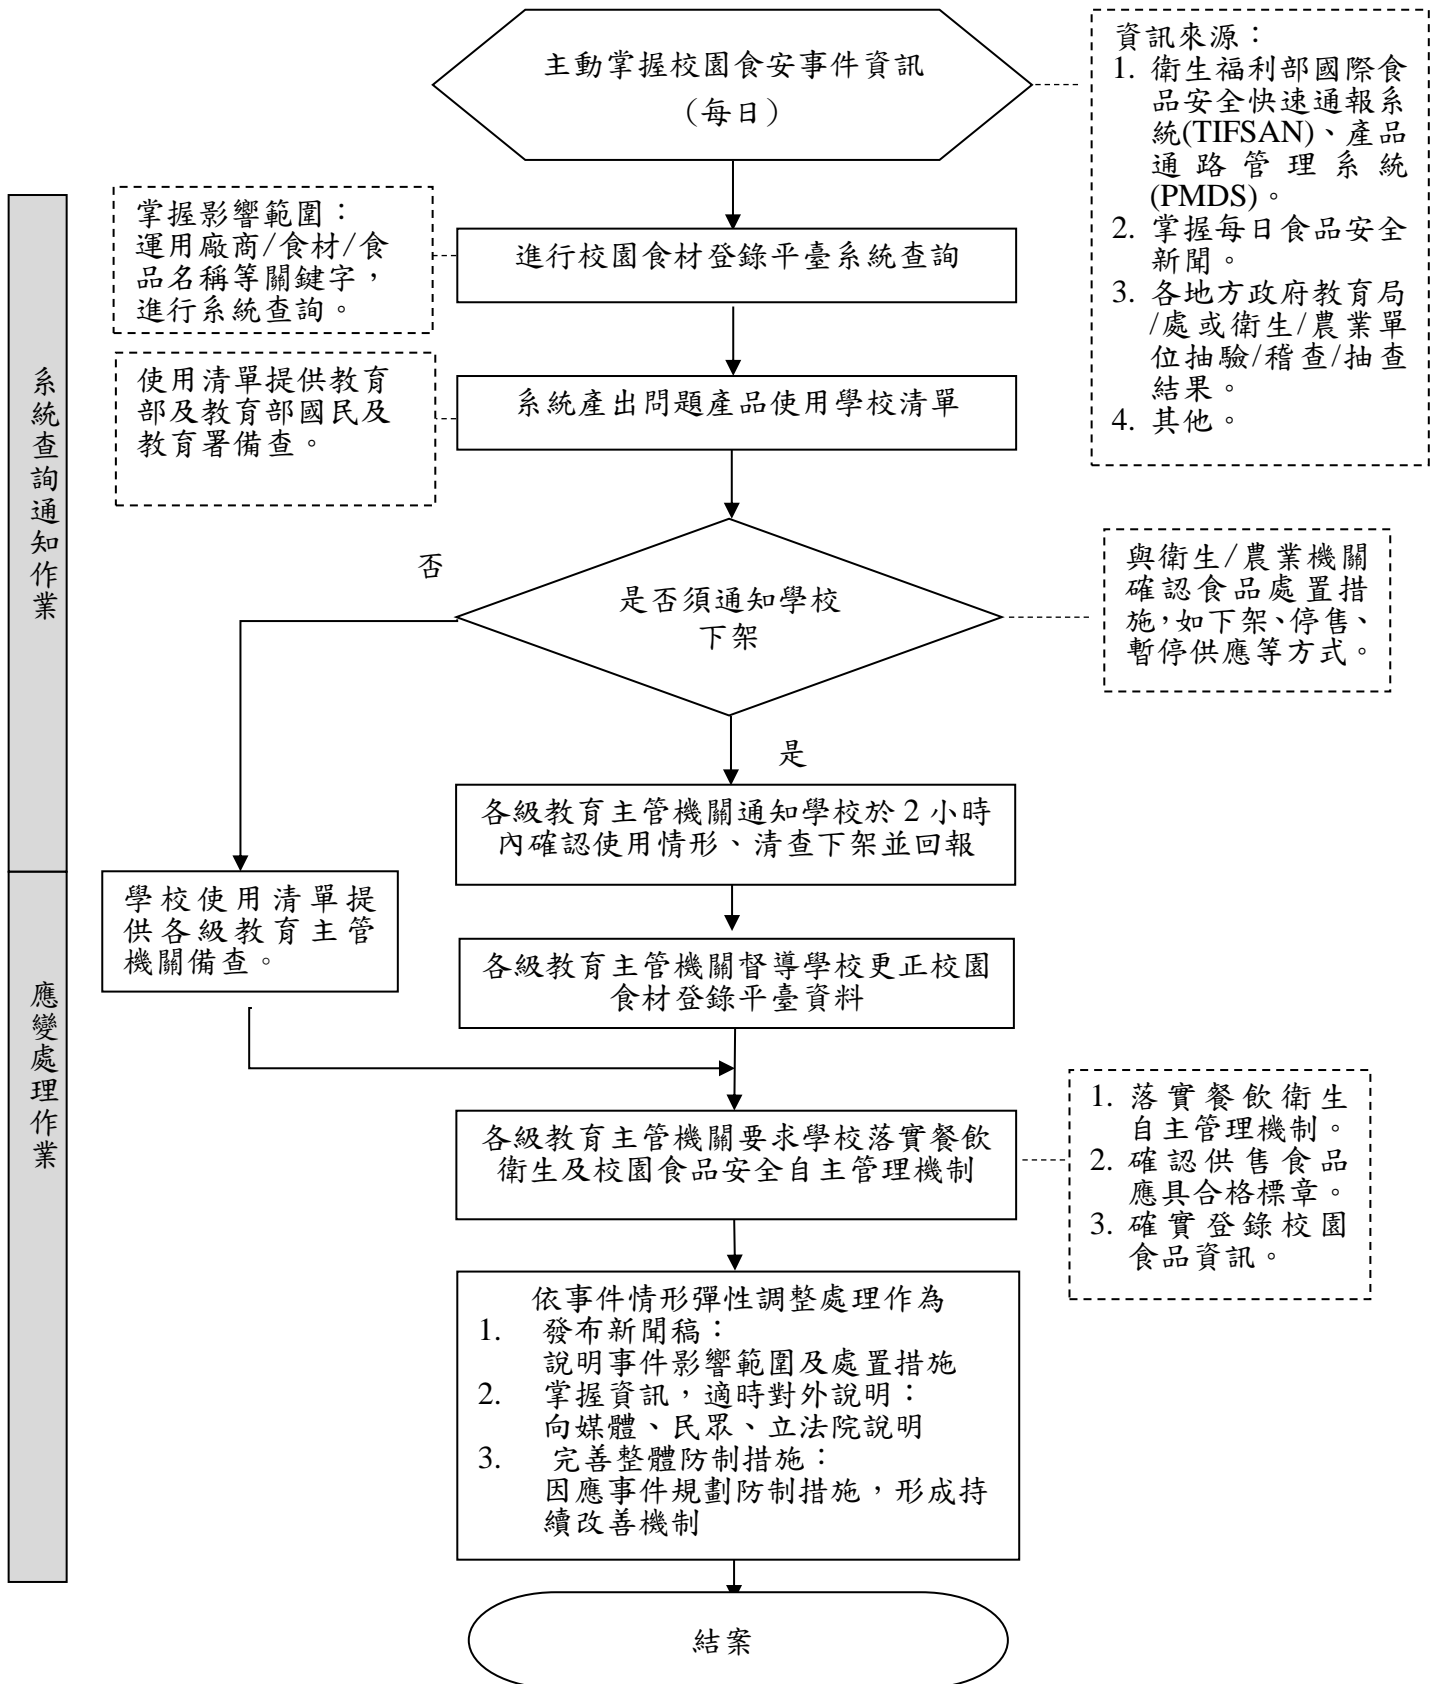 主動掌握校園食安事件資訊
（每日）
資訊來源：
1. 衛生福利部國際食
品安全快速通報系
統(TIFSAN)、產品
通路管理系統
(PMDS)。
2. 掌握每日食品安全
新聞。
3. 各地方政府教育局
/處或衛生/農業單
位抽驗/稽查/抽查
結果。
4. 其他。
掌握影響範圍：
運用廠商/食材/食
品名稱等關鍵字，
進行系統查詢。
進行校園食材登錄平臺系統查詢
使用清單提供教育
部及教育部國民及
教育署備查。
系統產出問題產品使用學校清單
系統查詢通知作業
否
是否須通知學校
下架
與衛生/農業機關
確認食品處置措
施，如下架、停售、
暫停供應等方式。
是
各級教育主管機關通知學校於 2 小時
內確認使用情形、清查下架並回報
學校使用清單提
供各級教育主管
機關備查。
各級教育主管機關督導學校更正校園
食材登錄平臺資料
應變處理作業
各級教育主管機關要求學校落實餐飲
衛生及校園食品安全自主管理機制
1. 落實餐飲衛生
自主管理機制。
2. 確認供售食品
應具合格標章。
3. 確實登錄校園
食品資訊。
依事件情形彈性調整處理作為
1. 發布新聞稿：
說明事件影響範圍及處置措施
2. 掌握資訊，適時對外說明：
向媒體、民眾、立法院說明
3. 完善整體防制措施：
因應事件規劃防制措施，形成持
續改善機制
結案